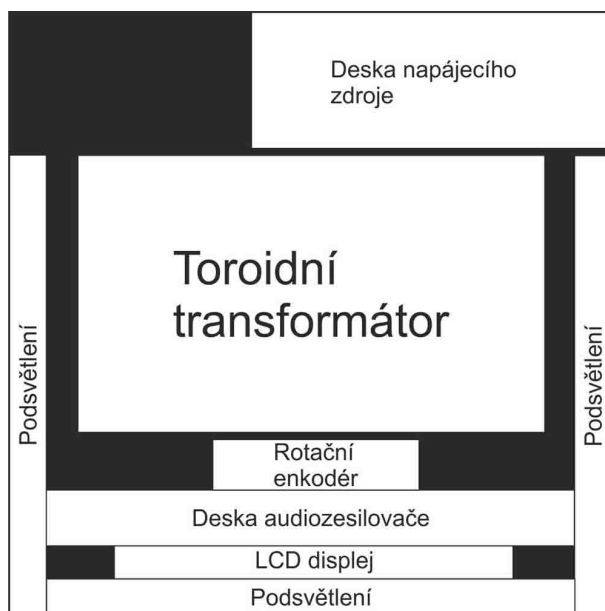 Deska napájecího
zdroje
Toroidní
transformátor
Podsvětlení
Podsvětlení
Rotační
enkodér
Deska audiozesilovače
LCD displej
Podsvětlení